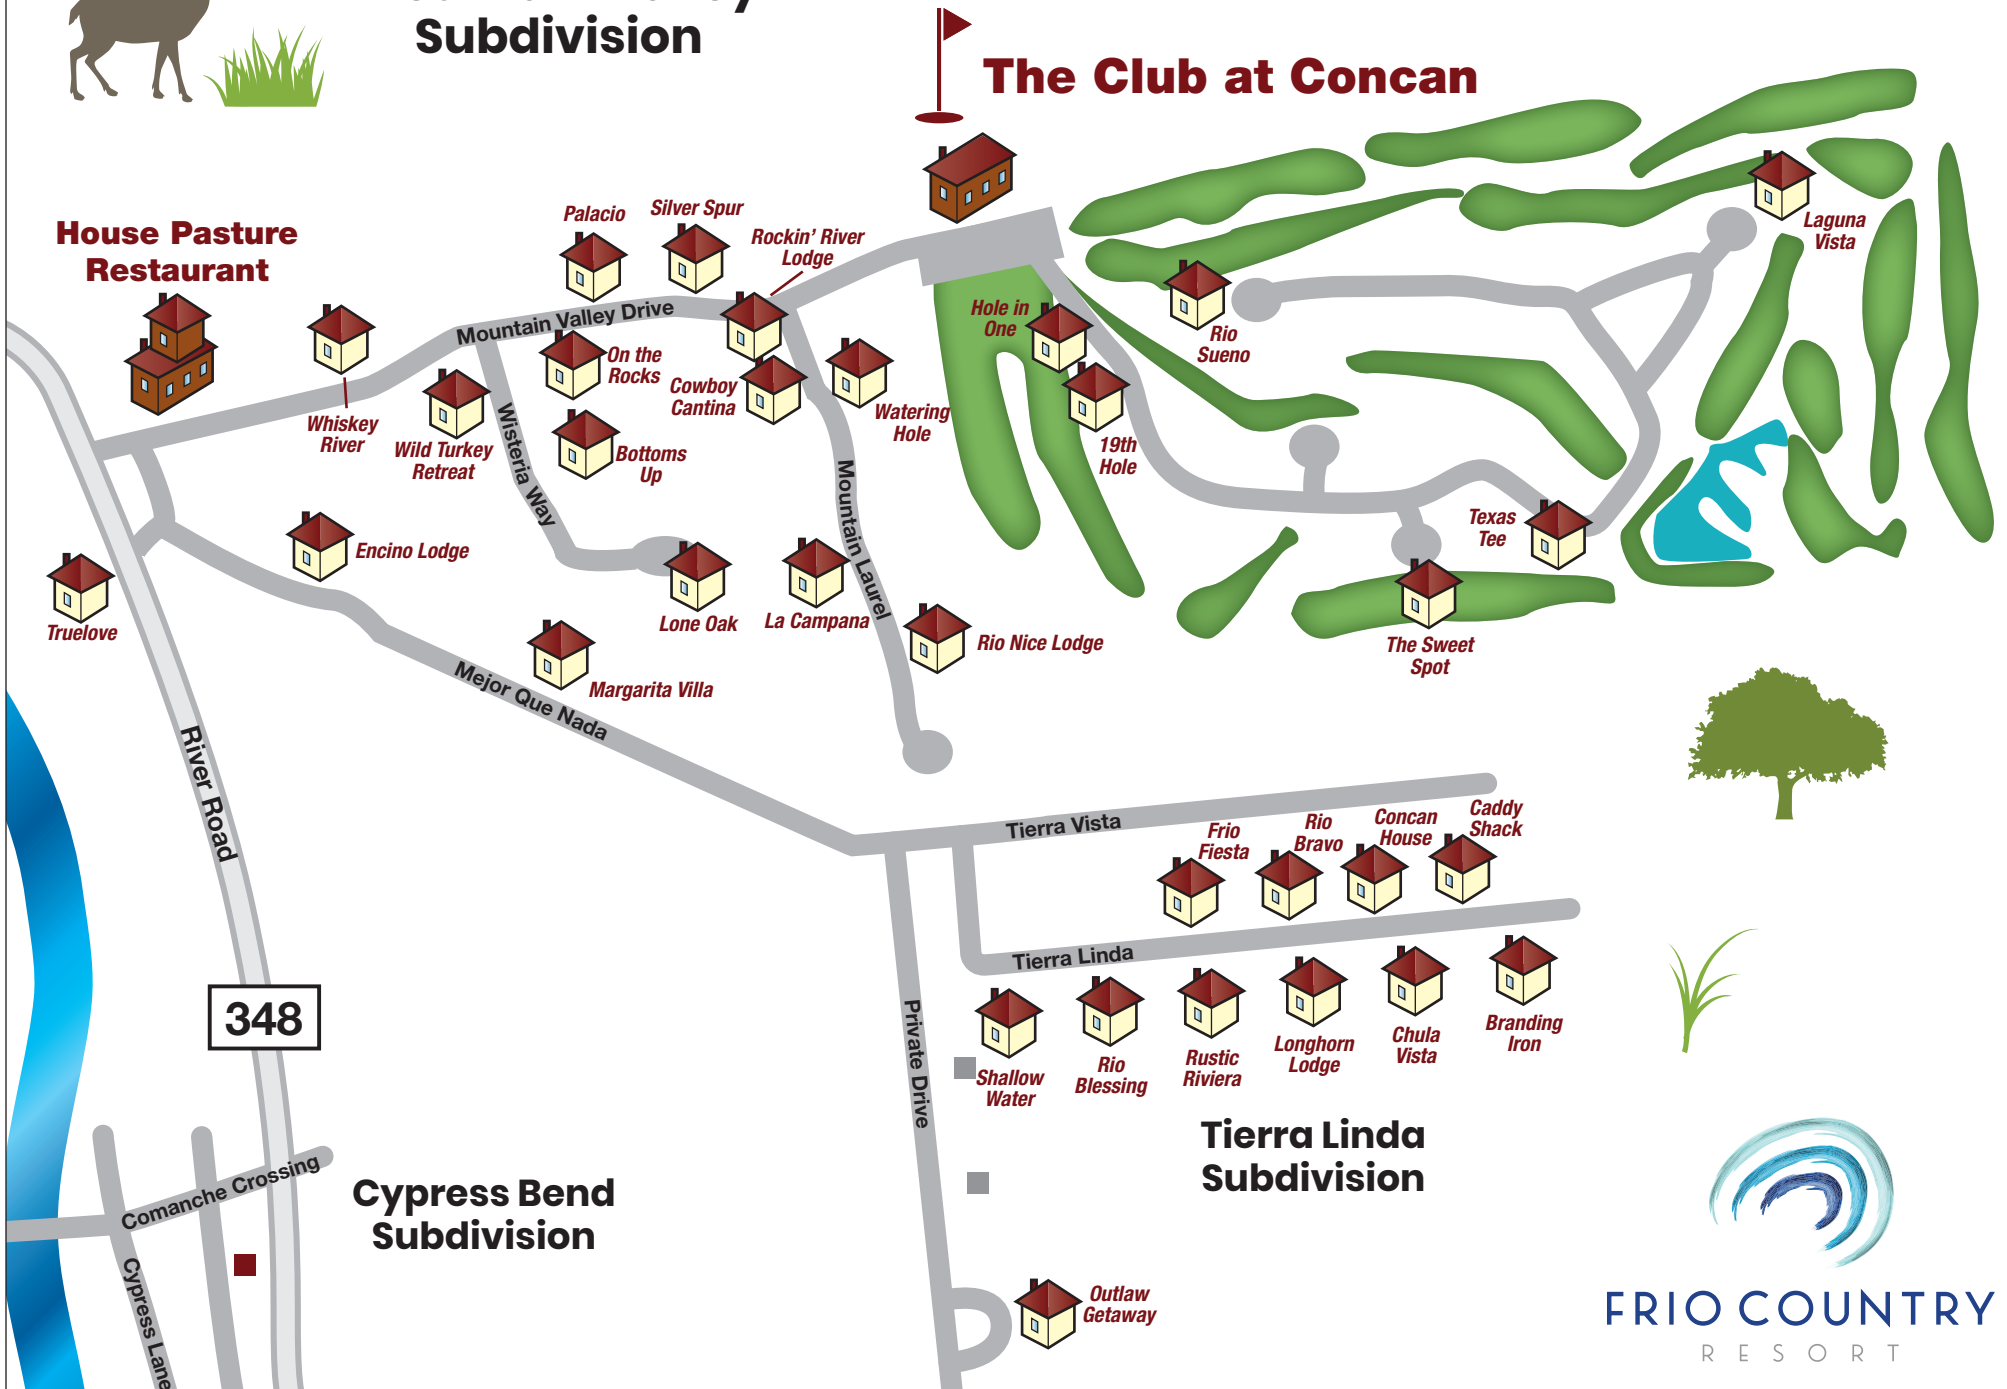 Subdivision
The Club at Concan
House Pasture
Restaurant
Palacio
Silver Spur
Rockin' River
Lodge
Laguna
Vista
Mountain Valley Drive
Hole in
One
Rio
Sueno
On the
Rocks
Cowboy
Cantina
Watering
Hole
Whiskey
River
Wild Turkey
Retreat
Wisteria Way
Bottoms
Up
19th
Hole
Mountain Laurel
Texas
Tee
Encino Lodge
Truelove
Lone Oak
La Campana
Rio Nice Lodge
The Sweet
Spot
Margarita Villa
Mejor Que Nada
River Road
Tierra Vista
Frio
Fiesta
Rio
Bravo
Concan
House
Caddy
Shack
Tierra Linda
348
Private Drive
Shallow
Water
Rio
Blessing
Rustic
Riviera
Longhorn
Lodge
Chula
Vista
Branding
Iron
Tierra Linda
Subdivision
Comanche Crossing
Cypress Bend
Subdivision
Cypress Lane
Outlaw
Getaway
FRIO COUNTRY
RESORT